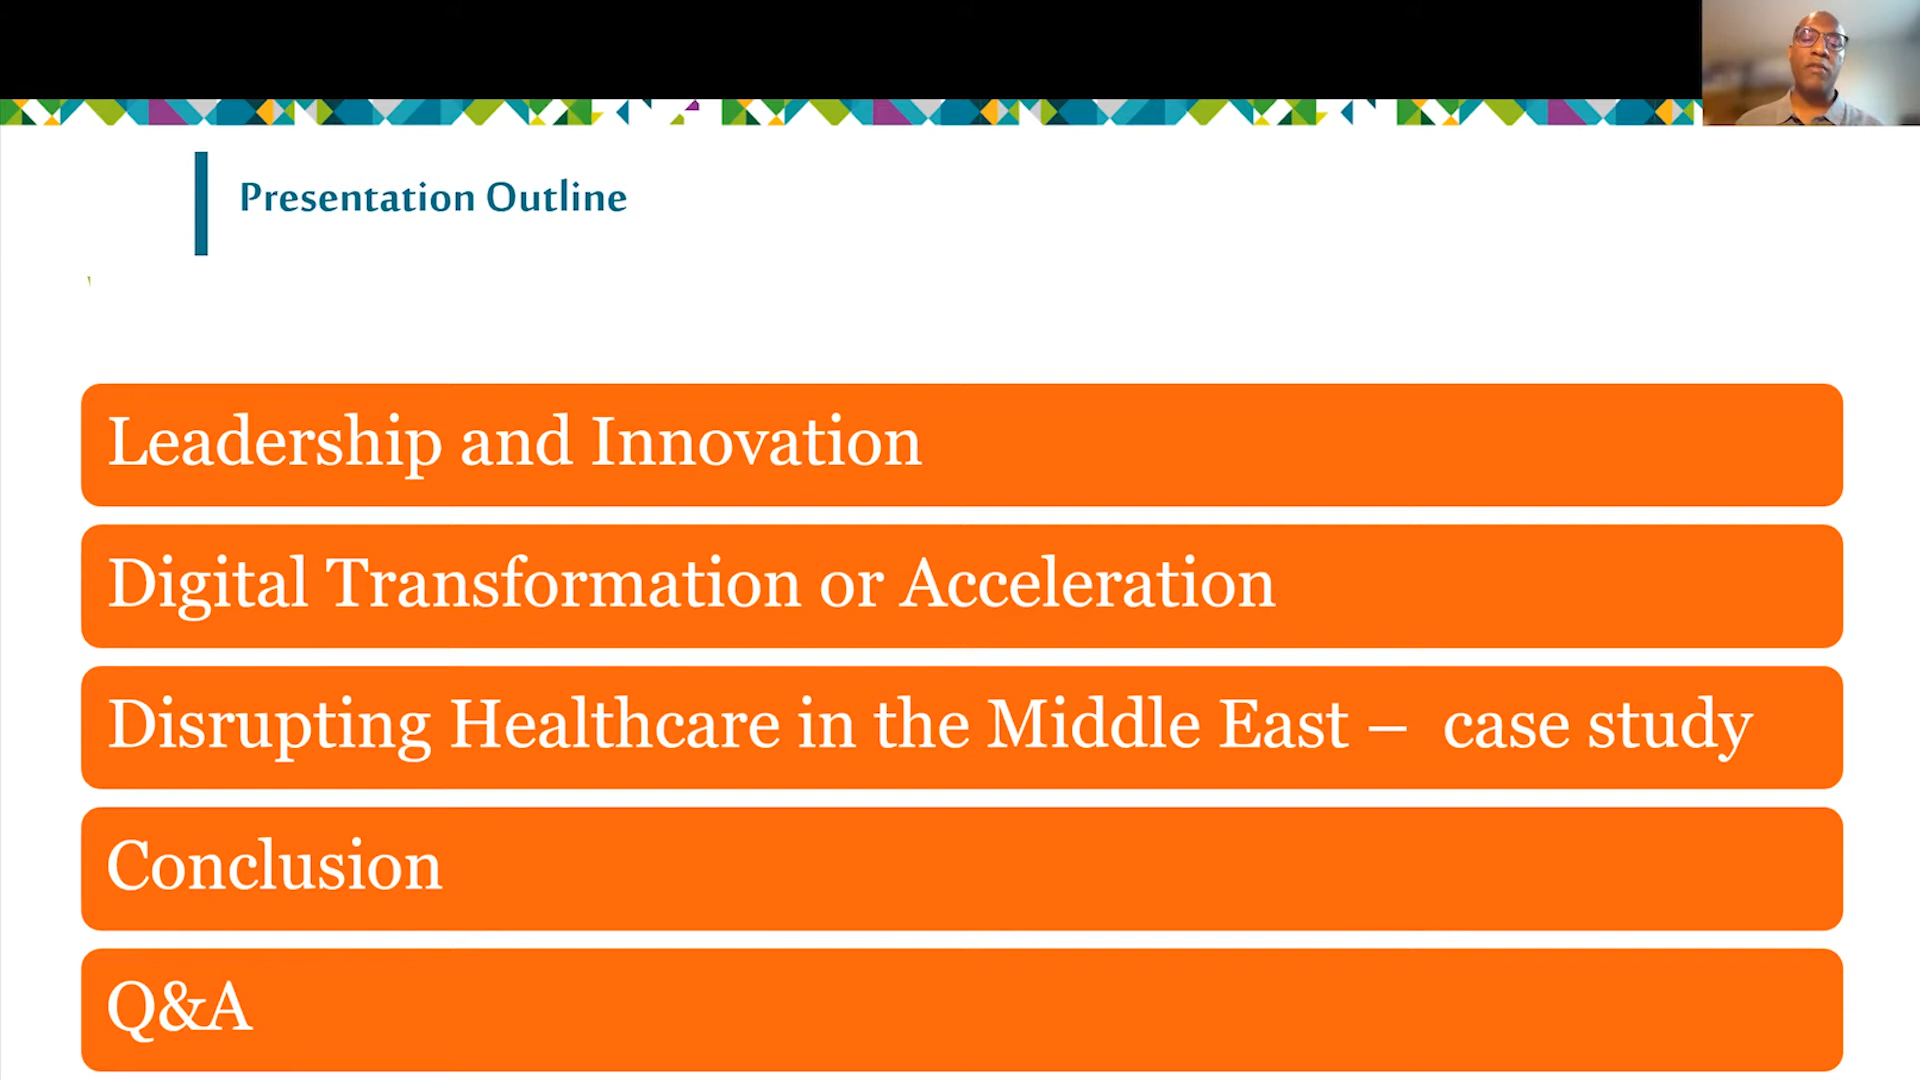 Presentation Outline
Leadership and Innovation
Digital Transformation or Acceleration
Disrupting Healthcare in the Middle East – case study
Conclusion
Q&A